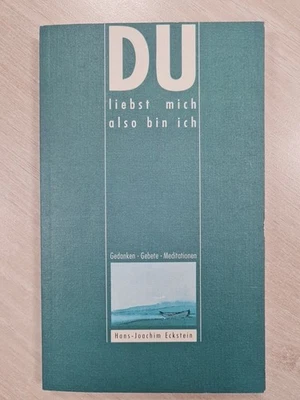 DU
liebst mich
also bin ich
Gedanken · Gebete · Meditationen
Hans-Joachim Eckstein